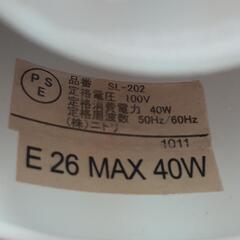 P S
E
品番 SL-202
定格電圧 100V
定格消費電力 40W
定格周波数 50Hz/60Hz
(株)ニトリ
1011
E 26 MAX 40W